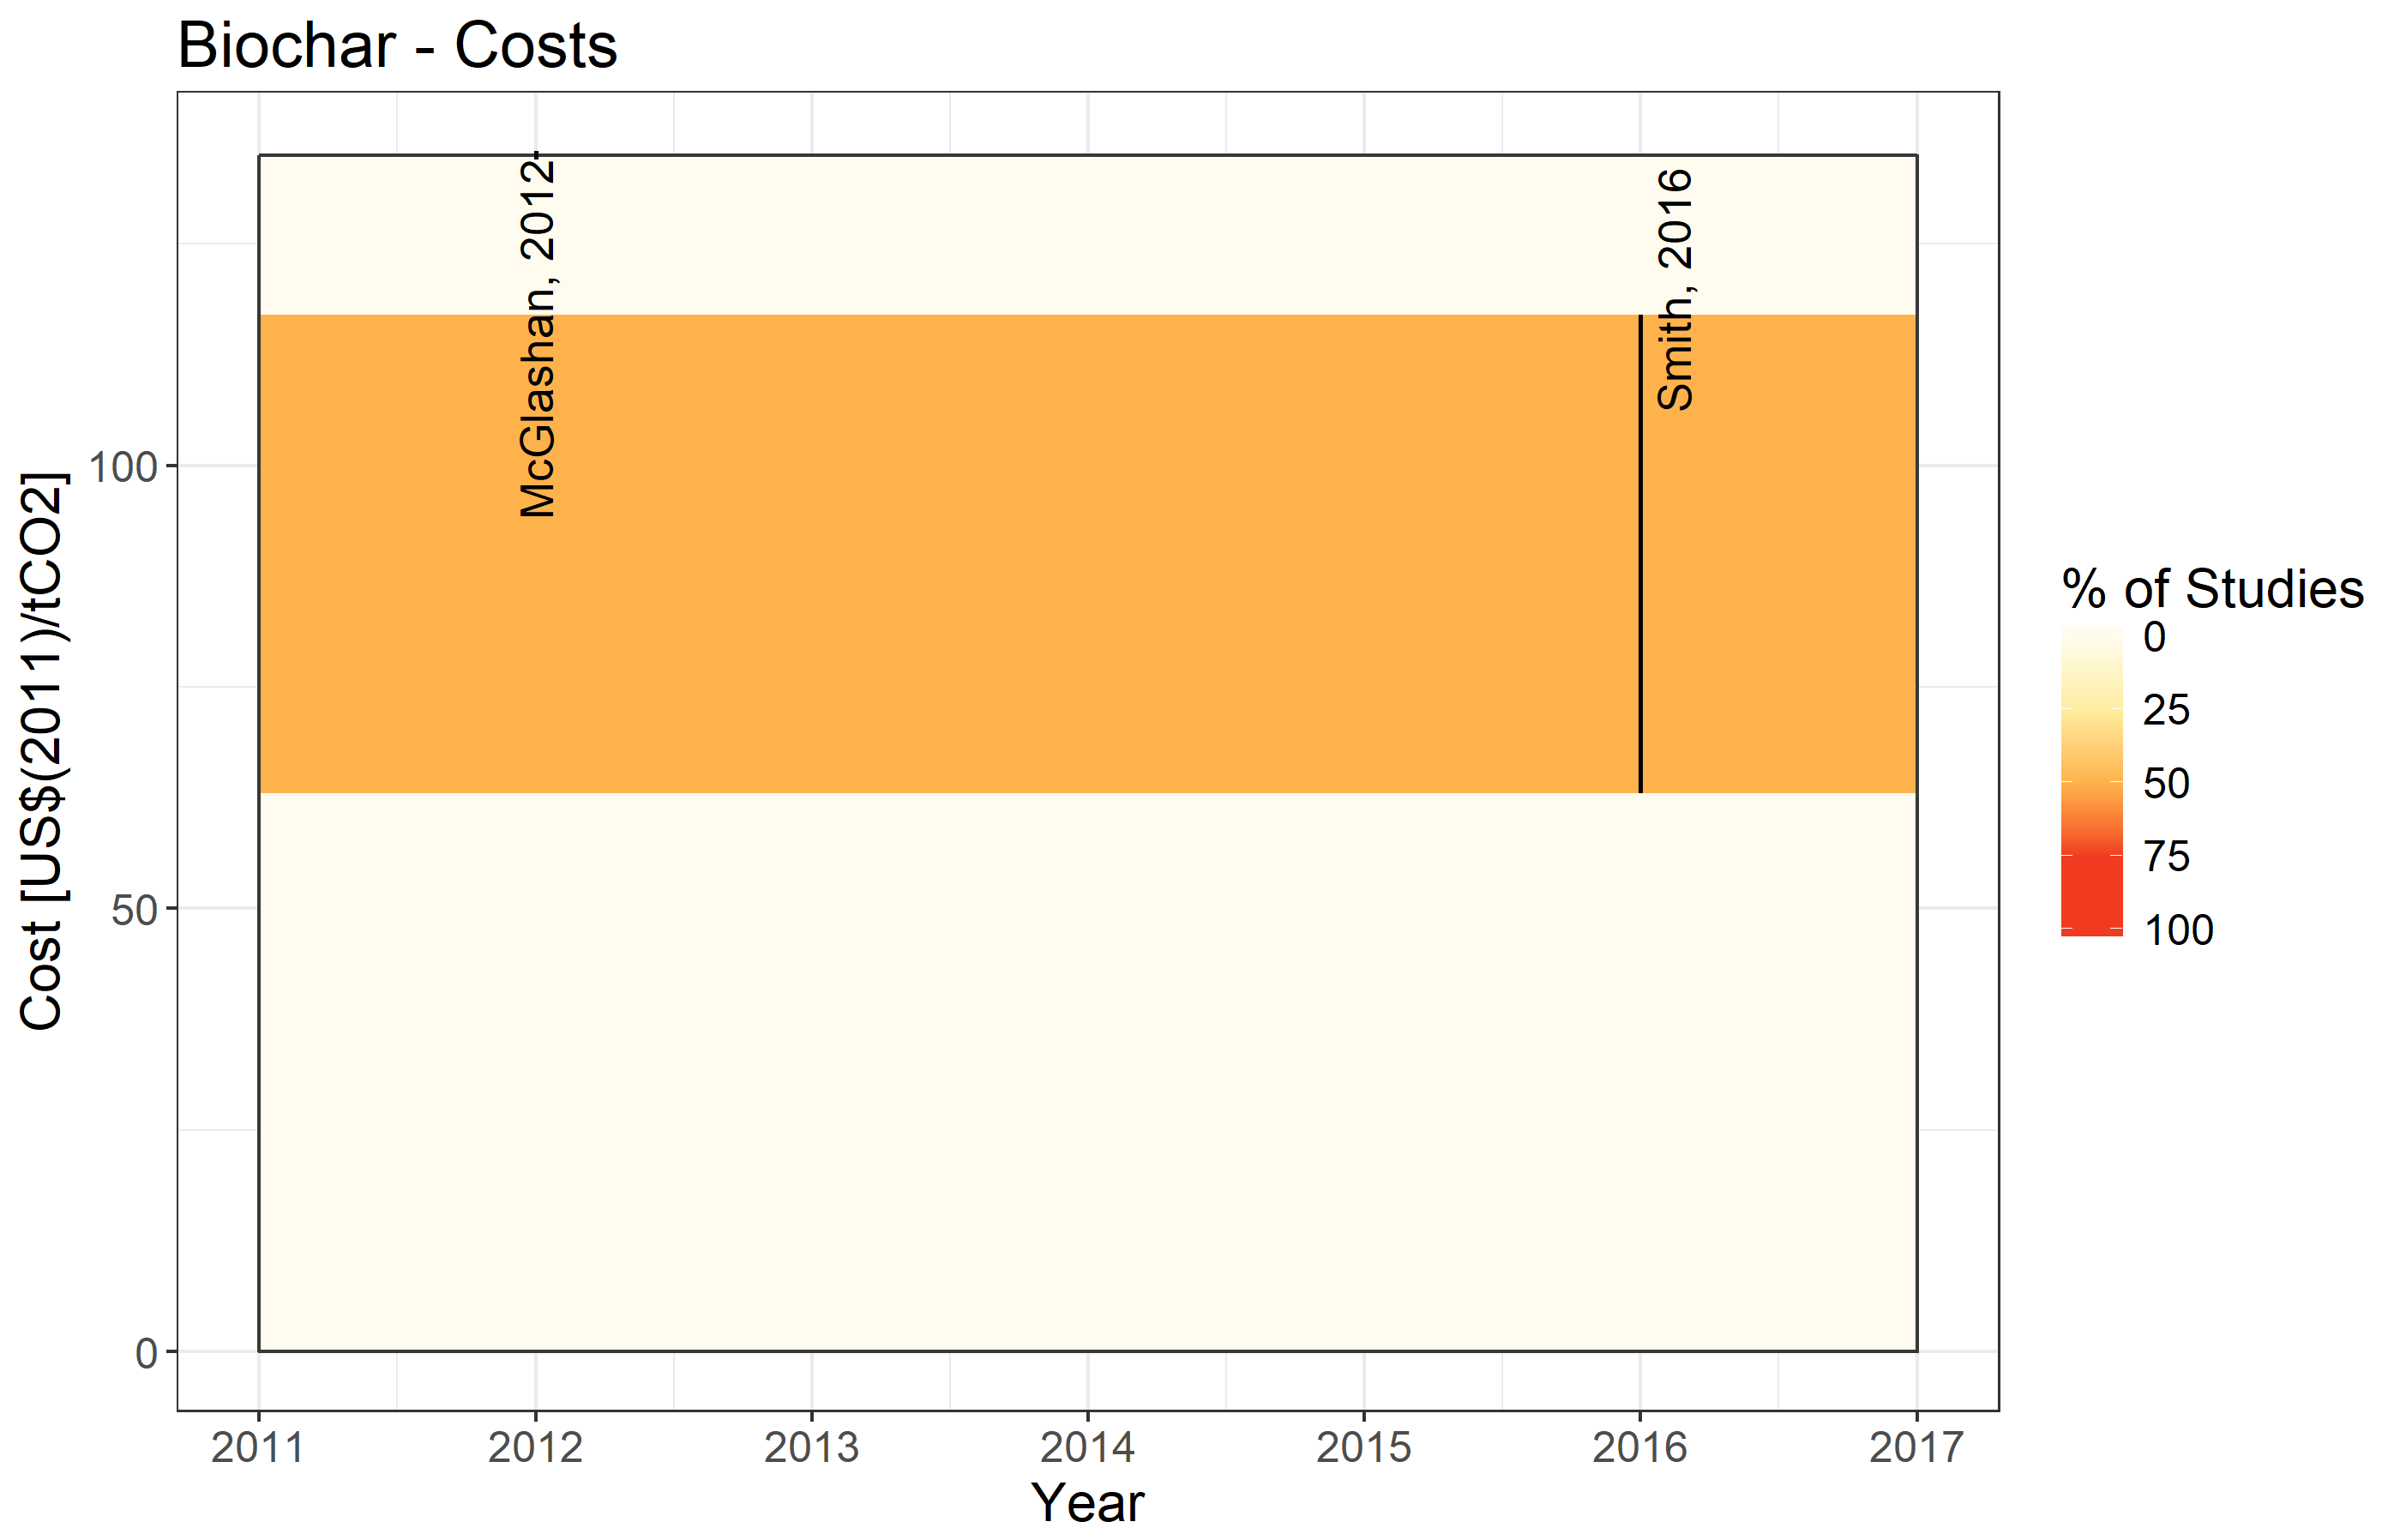 Biochar - Costs
McGlashan, 2012
Smith, 2016
Cost [US$(2011)/tCO2]
100
50
0
2011 2012 2013 2014 2015 2016 2017
Year
% of Studies
0
25
50
75
100